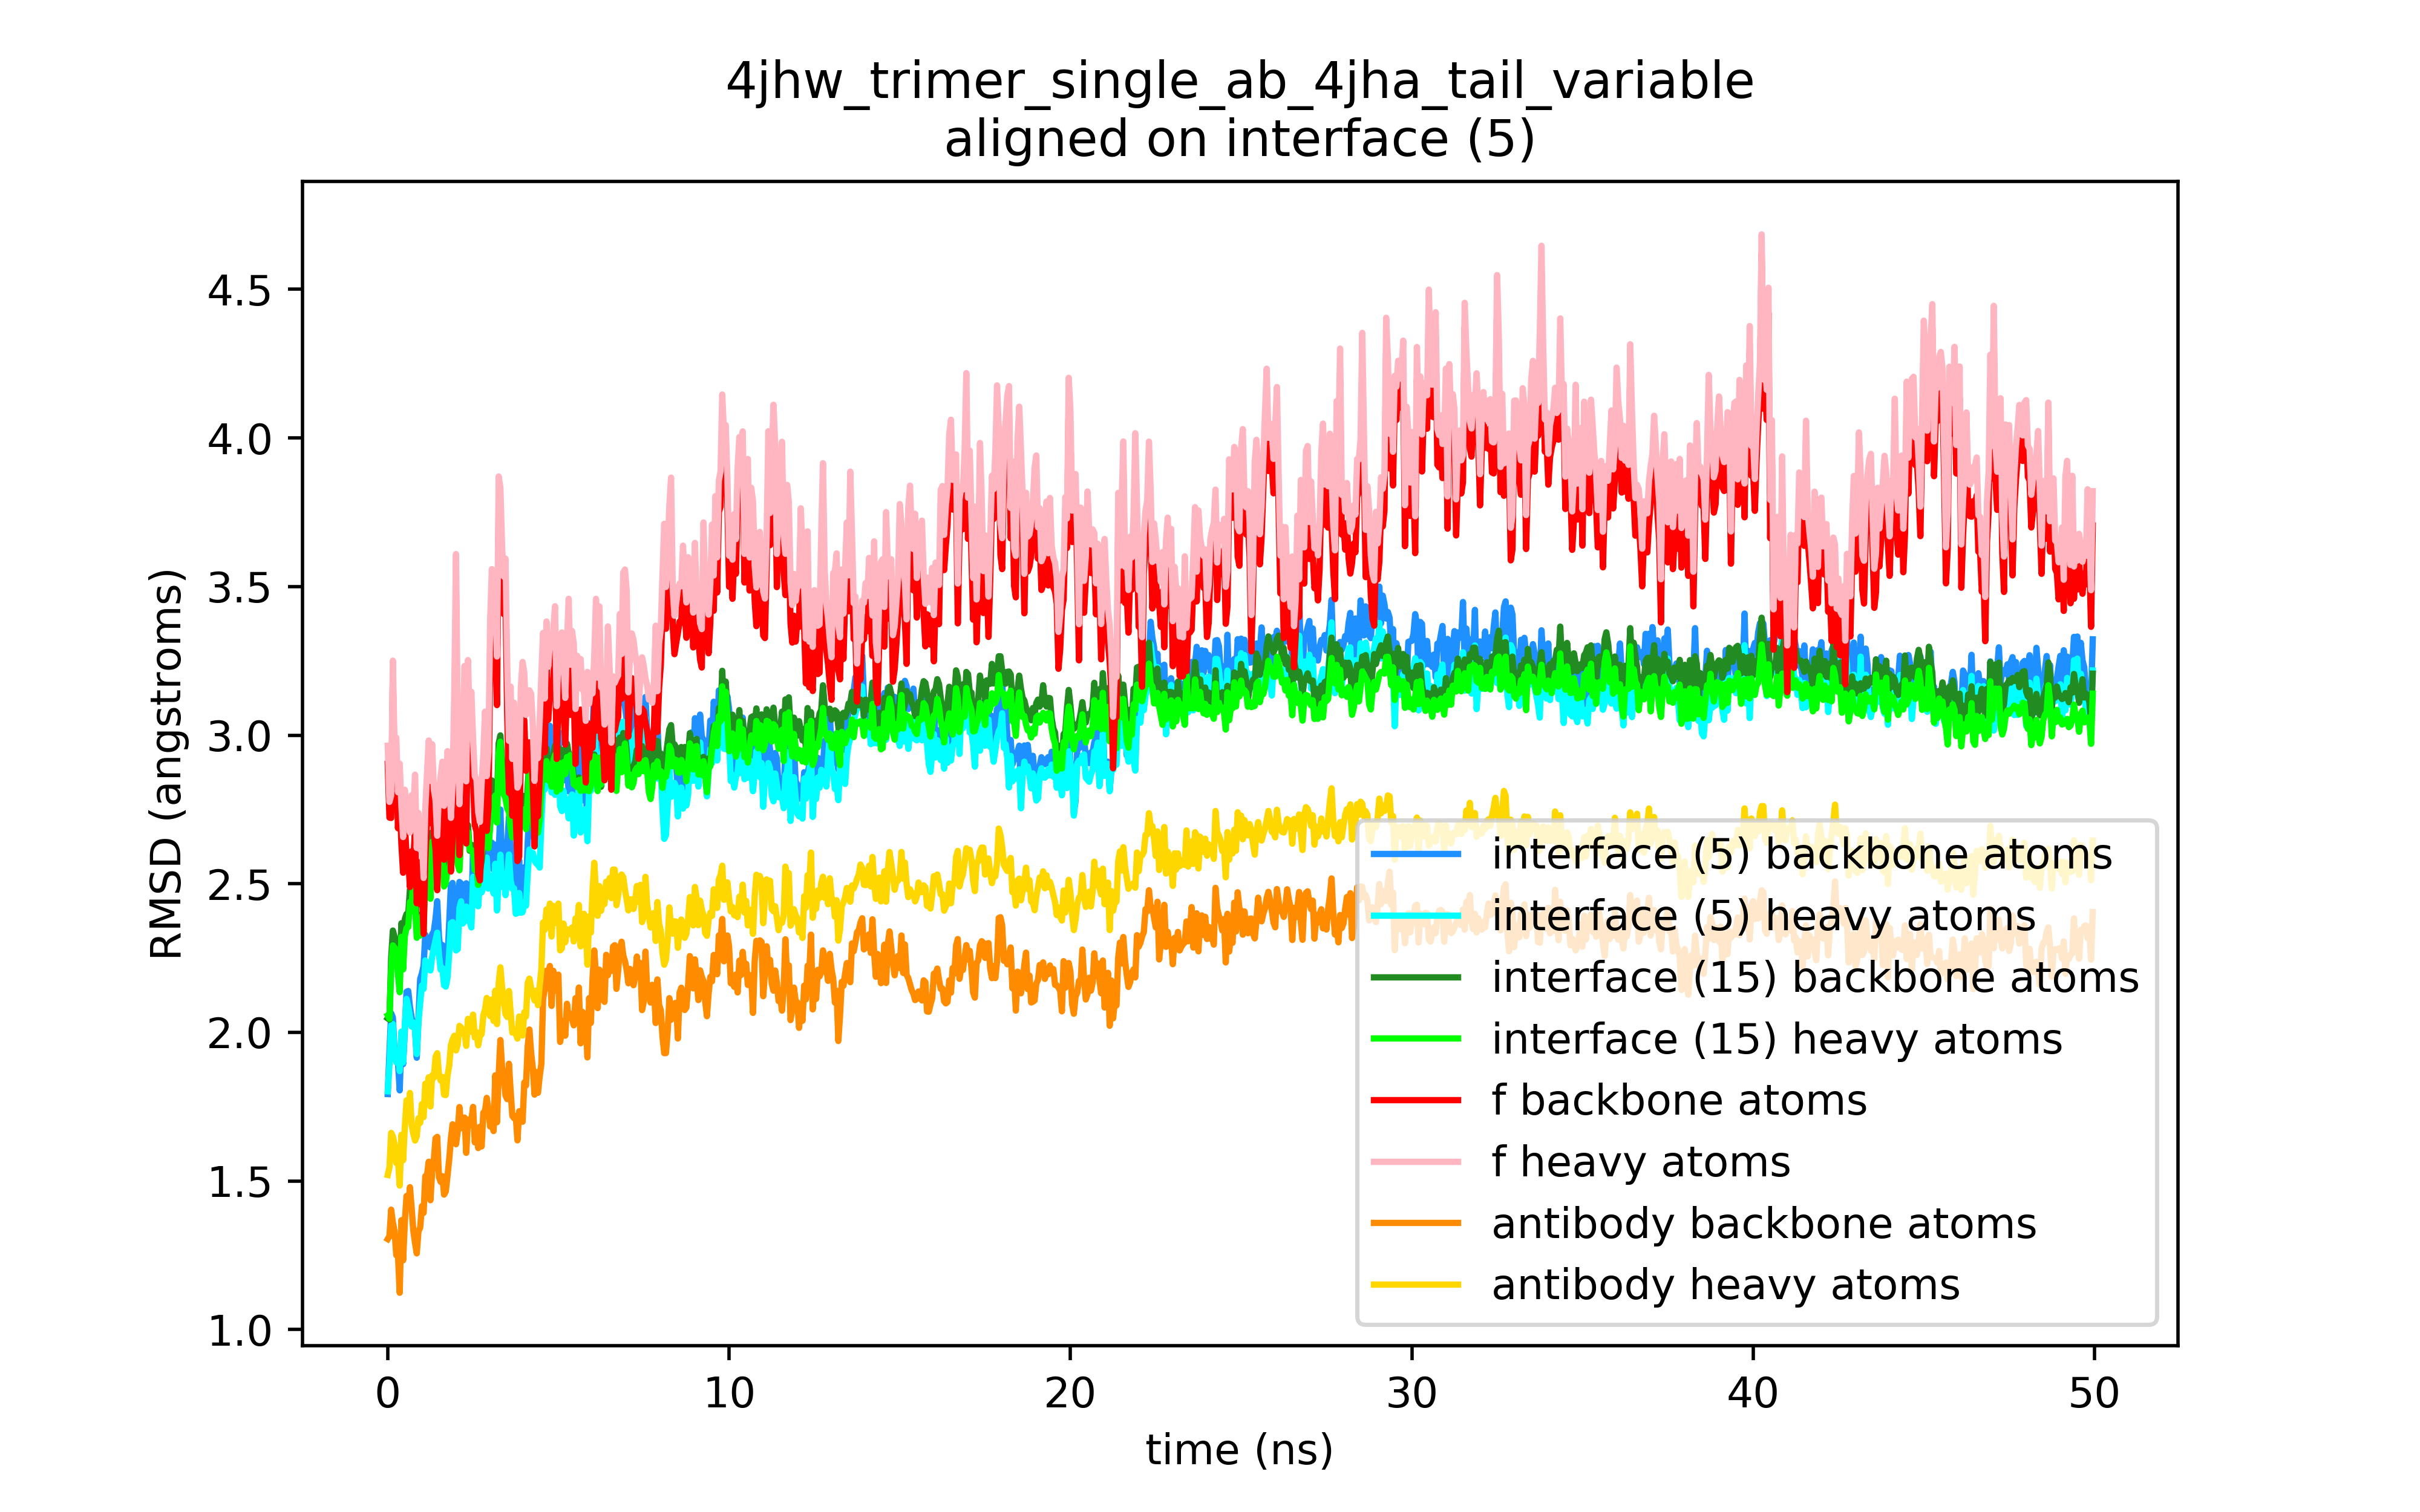 4jhw_trimer_single_ab_4jha_tail_variable
aligned on interface (5)
RMSD (angstroms)
4.5
4.0
3.5
3.0
2.5
2.0
1.5
1.0
interface (5) backbone atoms
interface (5) heavy atoms
interface (15) backbone atoms
interface (15) heavy atoms
f backbone atoms
f heavy atoms
antibody backbone atoms
antibody heavy atoms
0 10 20 30 40 50
time (ns)